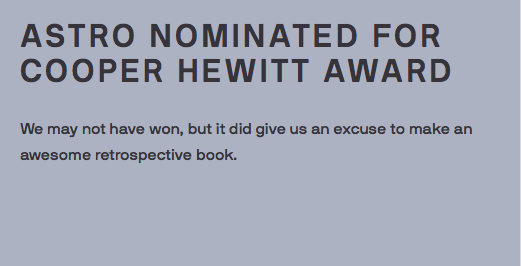 ASTRO NOMINATED FOR
COOPER HEWITT AWARD
We may not have won, but it did give us an excuse to make an
awesome retrospective book.